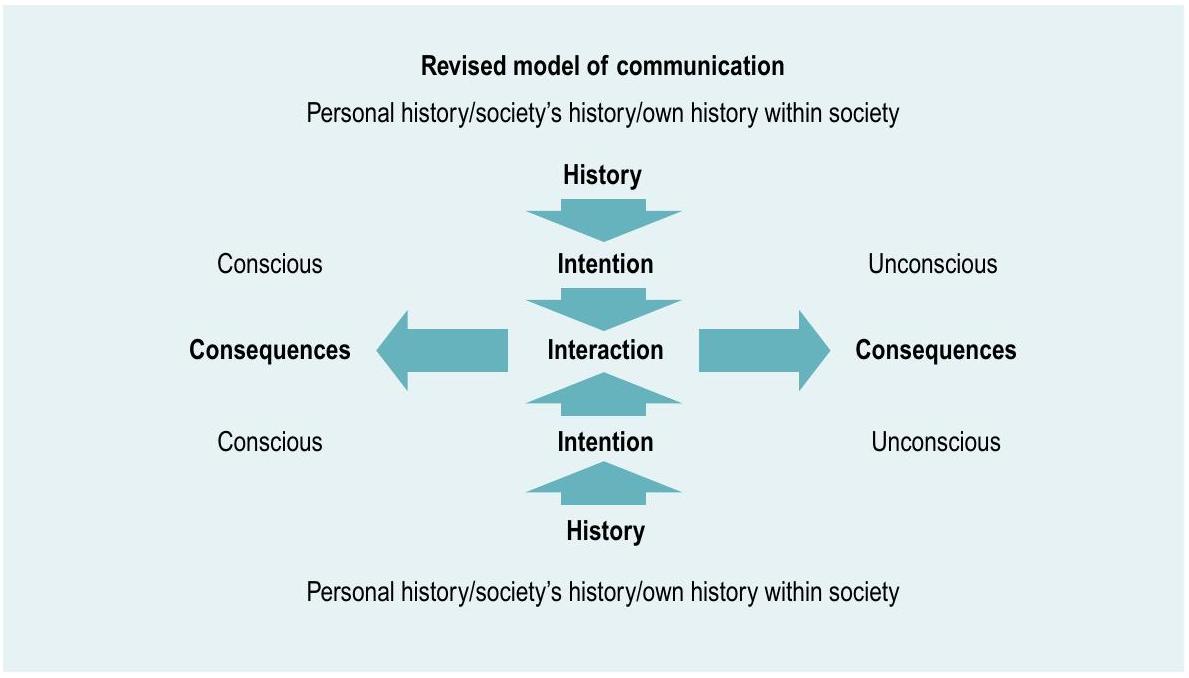 Revised model of communication
Personal history/society's history/own history within society
History
Conscious Intention Unconscious
Consequences Interaction Consequences
Conscious Intention Unconscious
History
Personal history/society's history/own history within society